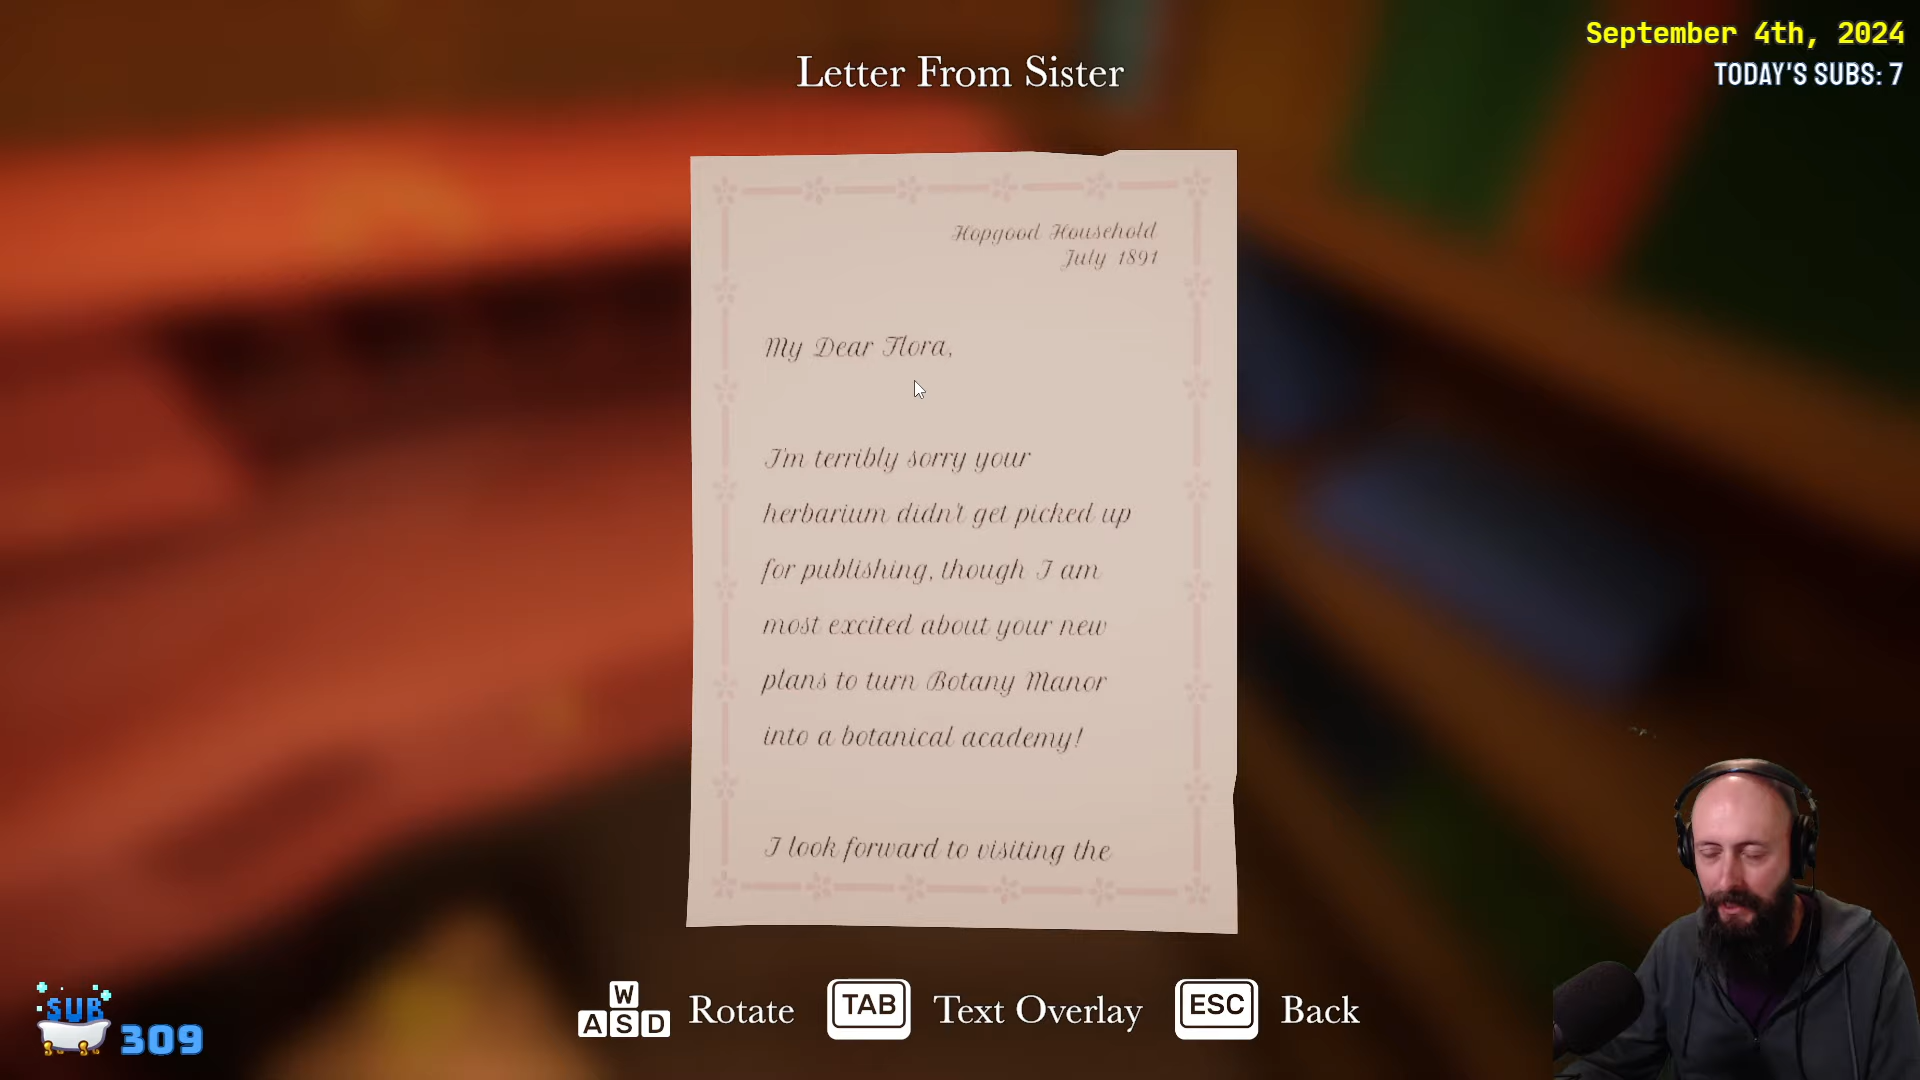 September 4th, 2024
TODAY'S SUBS: 7
Letter From Sister
Hopgood Household
July 1891
My Dear Flora,
I'm terribly sorry your
herbarium didn't get picked up
for publishing, though I am
most excited about your new
plans to turn Botany Manor
into a botanical academy!
I look forward to visiting the
SUB
309
W
A S D
Rotate
TAB
Text Overlay
ESC
Back